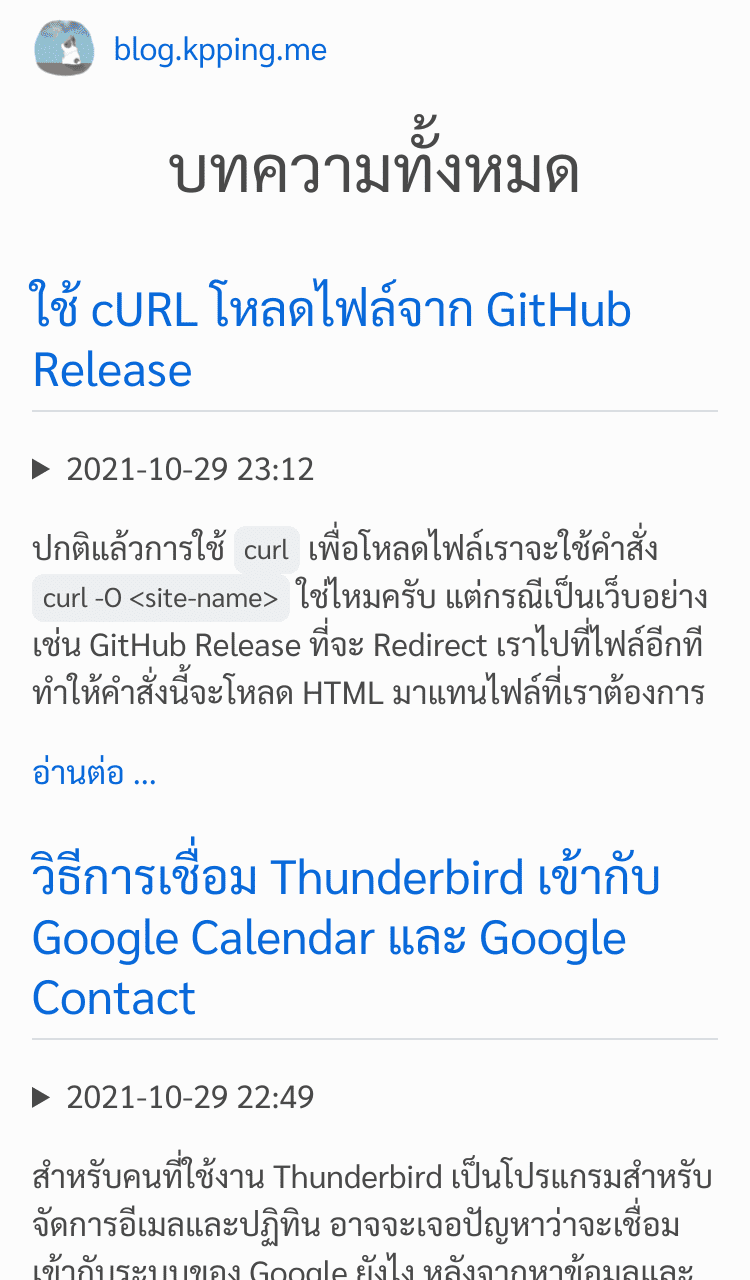 blog.kpping.me
บทความทั้งหมด
ใช้ cURL โหลดไฟล์จาก GitHub
Release
2021-10-29 23:12
ปกติแล้วการใช้ curl เพื่อโหลดไฟล์เราจะใช้คำสั่ง
curl -O <site-name> ใช่ไหมครับ แต่กรณีเป็นเว็บอย่าง
เช่น GitHub Release ที่จะ Redirect เราไปที่ไฟล์อีกที
ทำให้คำสั่งนี้จะโหลด HTML มาแทนไฟล์ที่เราต้องการ
อ่านต่อ ...
วิธีการเชื่อม Thunderbird เข้ากับ
Google Calendar และ Google
Contact
2021-10-29 22:49
สำหรับคนที่ใช้งาน Thunderbird เป็นโปรแกรมสำหรับ
จัดการอีเมลและปฏิทิน อาจจะเจอปัญหาว่าจะเชื่อม
เข้ากับระบบของ Google ยังไง หลังจากหาข้อมูลและ